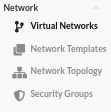 Network
Virtual Networks
Network Templates
Network Topology
Security Groups